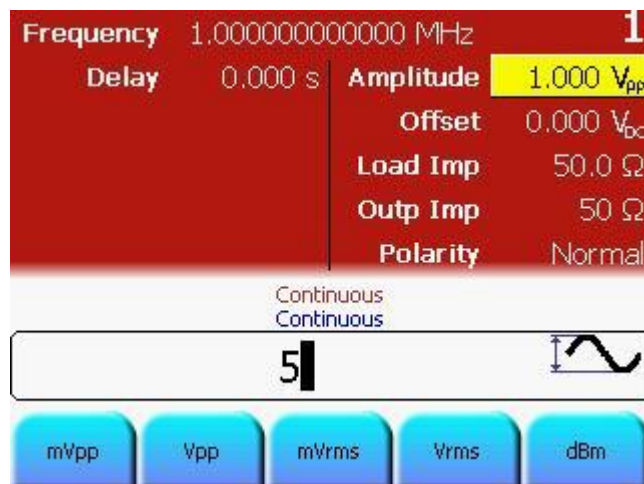 Frequency 1.000000000000 MHz 1
Delay 0.000 s Amplitude 1.000 Vpp
Offset 0.000 VDC
Load Imp 50.0 Ω
Outp Imp 50 Ω
Polarity Normal
Continuous
Continuous
5
mVpp Vpp mVrms Vrms dBm